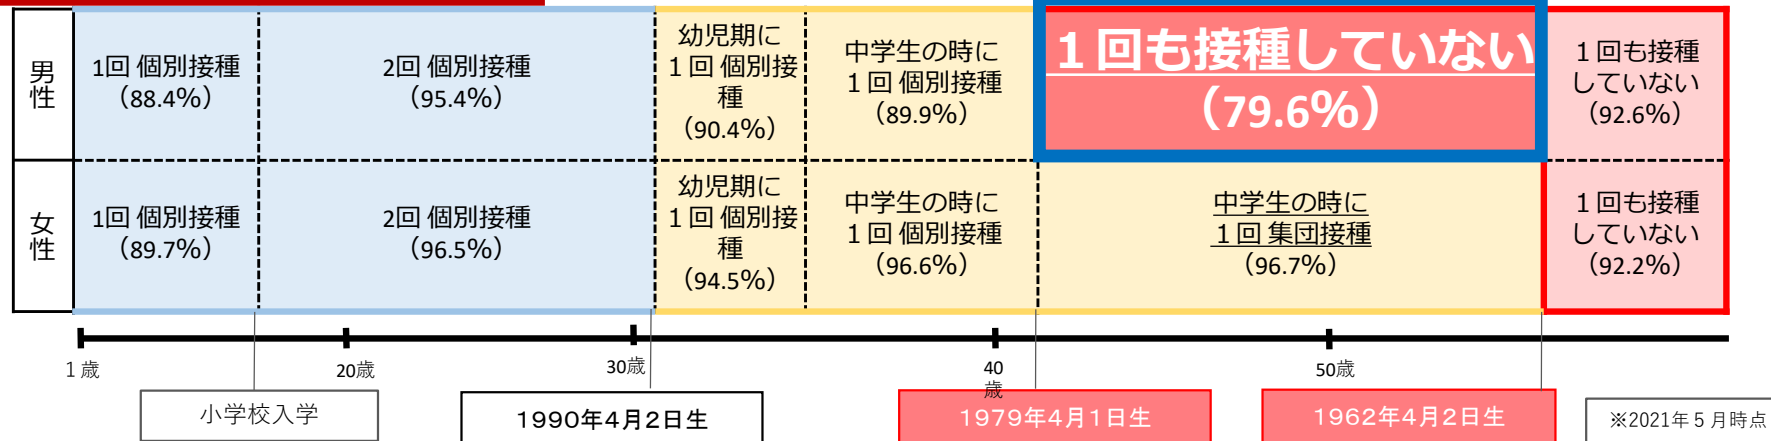 男性
1回 個別接種
（88.4%）
2回 個別接種
（95.4%）
幼児期に
１回 個別接
種
（90.4%）
中学生の時に
１回 個別接種
（89.9%）
１回も接種していない
（79.6%）
１回も接種
していない
（92.6%）
女性
1回 個別接種
（89.7%）
2回 個別接種
（96.5%）
幼児期に
１回 個別接
種
（94.5%）
中学生の時に
１回 個別接種
（96.6%）
中学生の時に
１回 集団接種
（96.7%）
１回も接種
していない
（92.2%）
１歳
20歳
30歳
40
歳
50歳
小学校入学
1990年4月2日生
1979年4月1日生
1962年4月2日生
※2021年５月時点